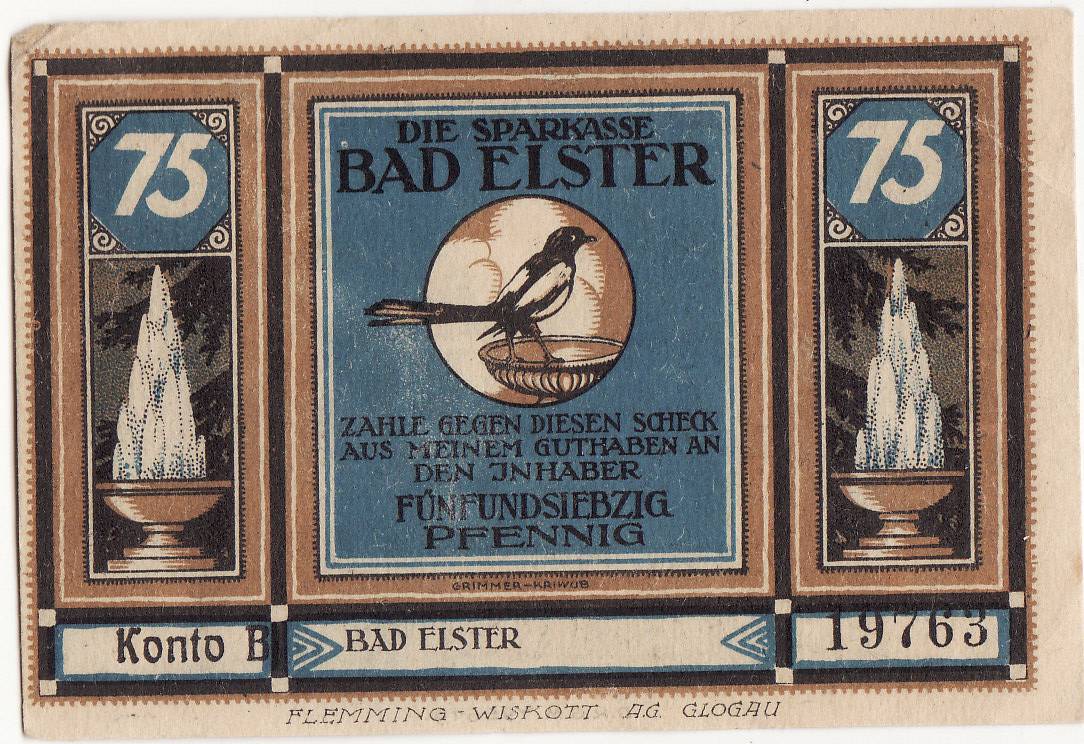 75
75
DIE SPARKASSE
BAD ELSTER
ZAHLE GEGEN DIESEN SCHECK
AUS MEINEM GUTHABEN AN
DEN INHABER
FÜNFUNDSIEBZIG
PFENNIG
GRIMMER-KRIWUB
Konto B
BAD ELSTER
19763
FLEMMING-WISKOTT A.G. GLOGAU